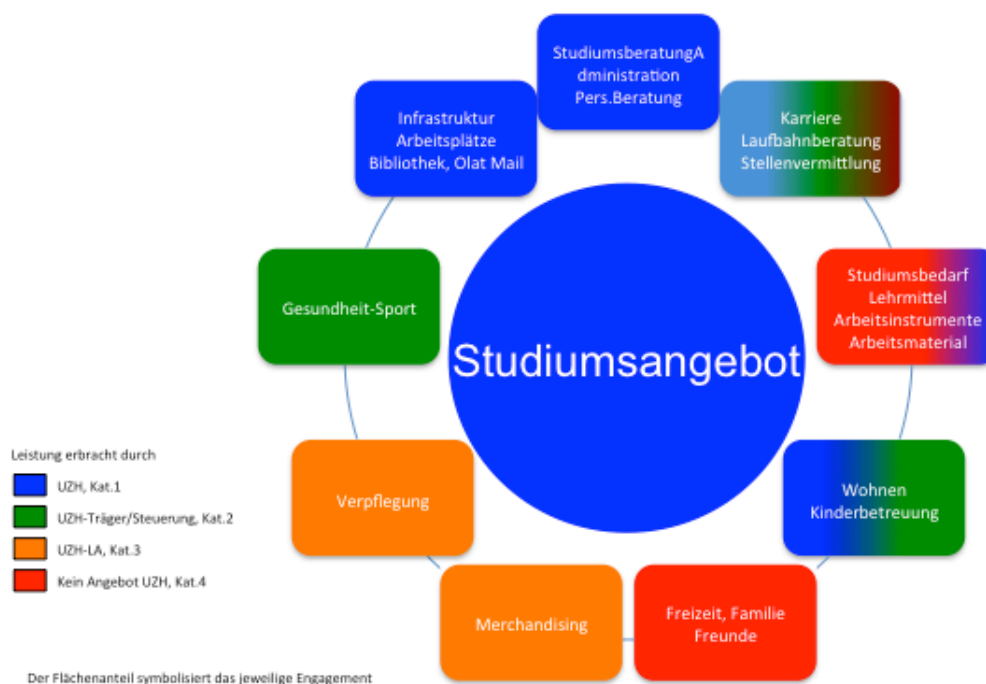 StudiumsberatungA
dministration
Pers.Beratung
Karriere
Laufbahnberatung
Stellenvermittlung
Infrastruktur
Arbeitsplätze
Bibliothek, Olat Mail
Studiumsbedarf
Lehrmittel
Arbeitsinstrumente
Arbeitsmaterial
Gesundheit-Sport
Studiumsangebot
Wohnen
Kinderbetreuung
Verpflegung
Freizeit, Familie
Freunde
Merchandising
Leistung erbracht durch
UZH, Kat.1
UZH-Träger/Steuerung, Kat.2
UZH-LA, Kat.3
Kein Angebot UZH, Kat.4
Der Flächenanteil symbolisiert das jeweilige Engagement